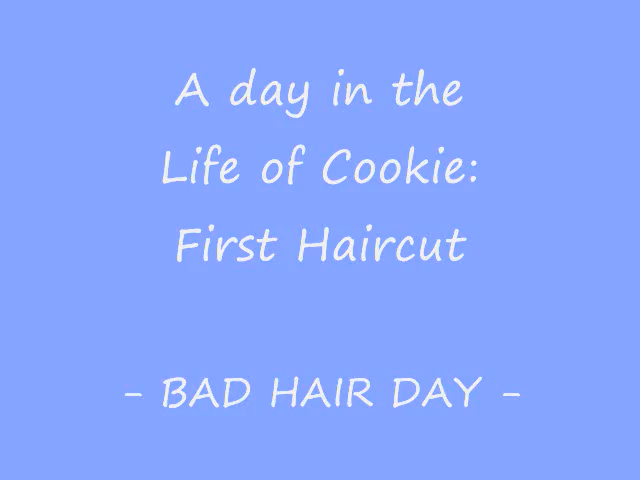 A day in the
Life of Cookie:
First Haircut
- BAD HAIR DAY -